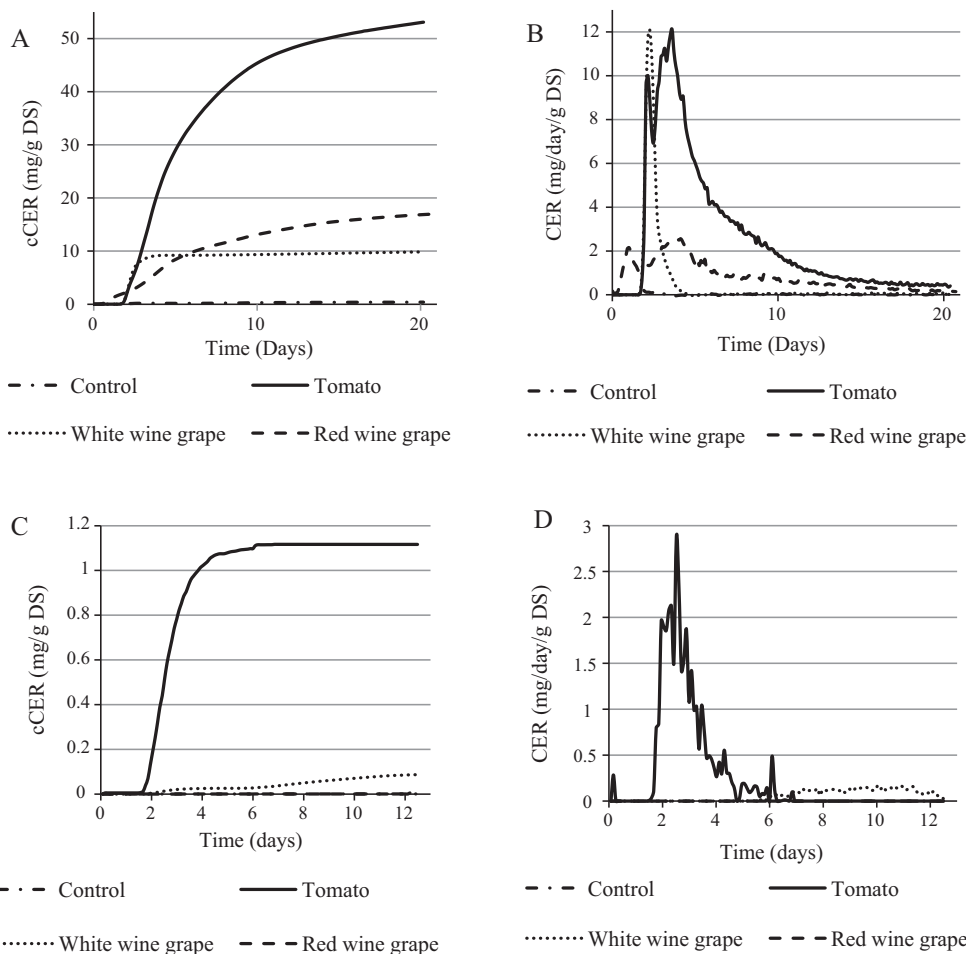 A
cCER (mg/g DS)
50
40
30
20
10
0
0 10 20
Time (Days)
Control Tomato
White wine grape Red wine grape
B
CER (mg/day/g DS)
12
10
8
6
4
2
0
0 10 20
Time (Days)
Control Tomato
White wine grape Red wine grape
C
cCER (mg/g DS)
1.2
1
0.8
0.6
0.4
0.2
0
0 2 4 6 8 10 12
Time (days)
Control Tomato
White wine grape Red wine grape
D
CER (mg/day/g DS)
3
2.5
2
1.5
1
0.5
0
0 2 4 6 8 10 12
Time (days)
Control Tomato
White wine grape Red wine grape